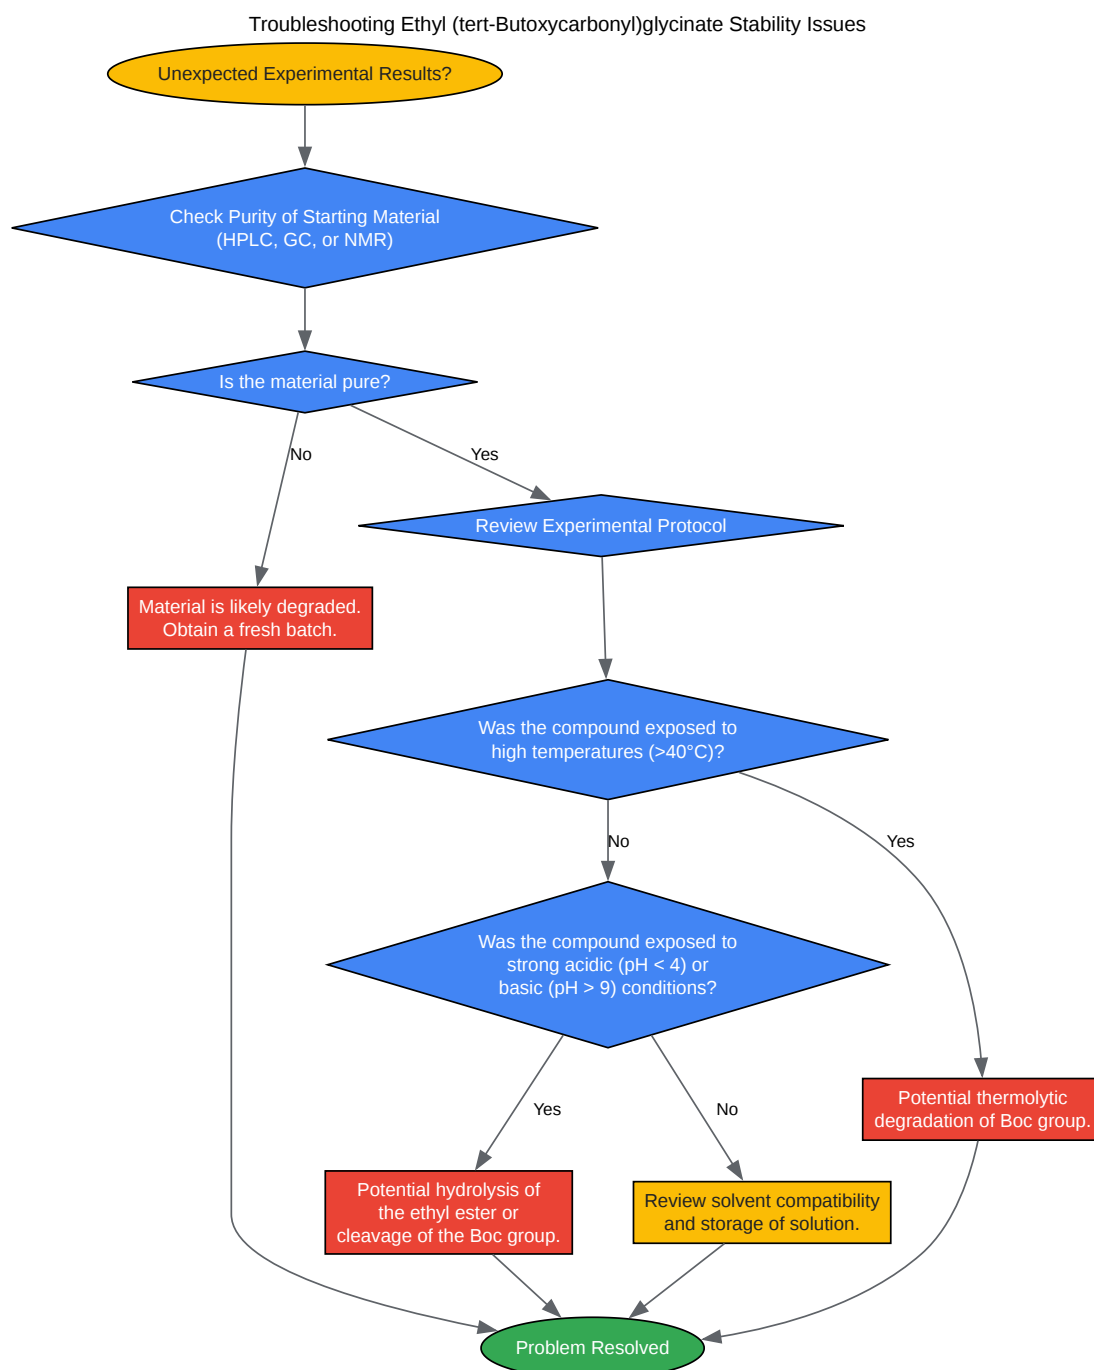 Troubleshooting Ethyl (tert-Butoxycarbonyl)glycinate Stability Issues
Unexpected Experimental Results?
Check Purity of Starting Material
(HPLC, GC, or NMR)
Is the material pure?
No
Yes
Review Experimental Protocol
Material is likely degraded.
Obtain a fresh batch.
Was the compound exposed to
high temperatures (>40°C)?
No
Yes
Was the compound exposed to
strong acidic (pH < 4) or
basic (pH > 9) conditions?
Yes
No
Potential thermolytic
degradation of Boc group.
Potential hydrolysis of
the ethyl ester or
cleavage of the Boc group.
Review solvent compatibility
and storage of solution.
Problem Resolved